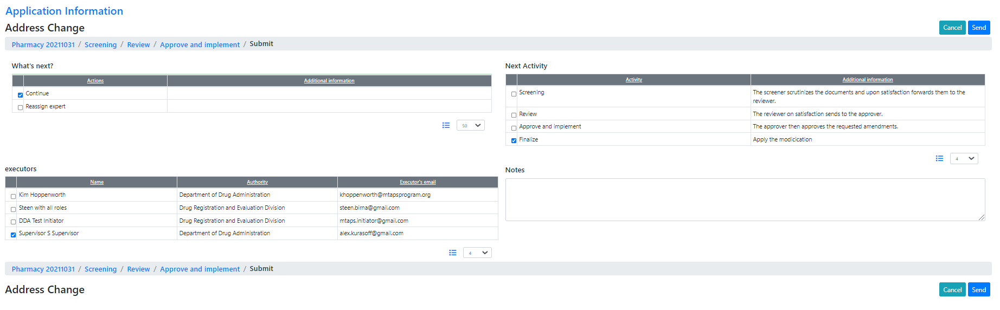 Application Information
Address Change
Cancel Send
Pharmacy 20211031 / Screening / Review / Approve and implement / Submit
What's next?
Actions Additional information
Continue
Reassign expert
50
Next Activity
Activity Additional information
Screening The screener scrutinizes the documents and upon satisfaction forwards them to the
reviewer.
Review The reviewer on satisfaction sends to the approver.
Approve and implement The approver then approves the requested amendments.
Finalize Apply the modicication
4
executors
Name Authority Executor's email
Kim Hoppenworth Department of Drug Administration khoppenworth@mtapsprogram.org
Steen with all roles Drug Registration and Evaluation Division steen.birna@gmail.com
DDA Test Initiator Drug Registration and Evaluation Division mtaps.initiator@gmail.com
Supervisor S Supervisor Department of Drug Administration alex.kurasoff@gmail.com
4
Notes
Pharmacy 20211031 / Screening / Review / Approve and implement / Submit
Address Change
Cancel Send